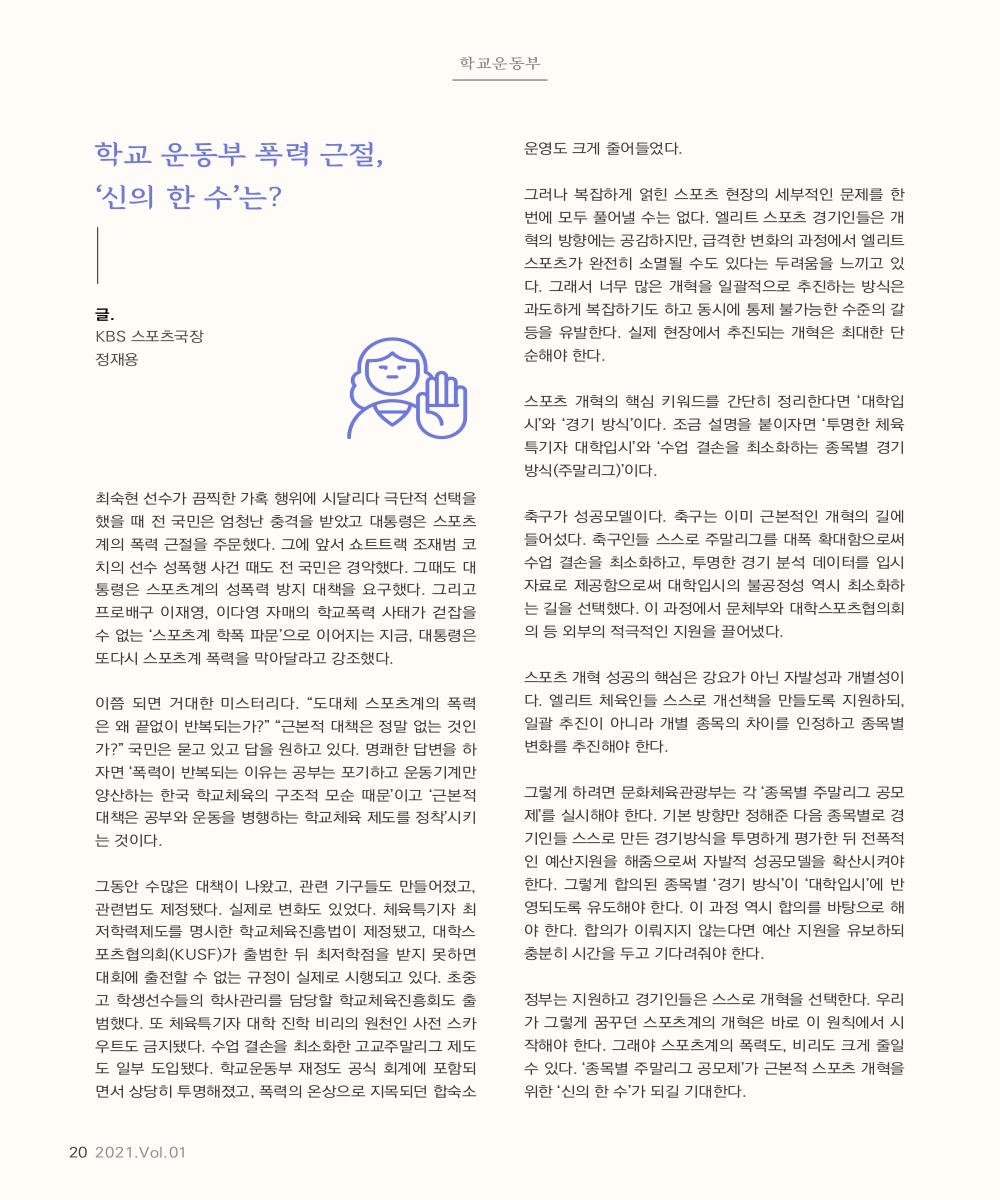 학교운동부
학교 운동부 폭력 근절,
‘신의 한 수’는?
글.
KBS 스포츠국장
정재용
최숙현 선수가 끔찍한 가혹 행위에 시달리다 극단적 선택을
했을 때 전 국민은 엄청난 충격을 받았고 대통령은 스포츠
계의 폭력 근절을 주문했다. 그에 앞서 쇼트트랙 조재범 코
치의 선수 성폭행 사건 때도 전 국민은 경악했다. 그때도 대
통령은 스포츠계의 성폭력 방지 대책을 요구했다. 그리고
프로배구 이재영, 이다영 자매의 학교폭력 사태가 걷잡을
수 없는 ‘스포츠계 학폭 파문’으로 이어지는 지금, 대통령은
또다시 스포츠계 폭력을 막아달라고 강조했다.
이쯤 되면 거대한 미스터리다. “도대체 스포츠계의 폭력
은 왜 끝없이 반복되는가?” “근본적 대책은 정말 없는 것인
가?” 국민은 묻고 있고 답을 원하고 있다. 명쾌한 답변을 하
자면 ‘폭력이 반복되는 이유는 공부는 포기하고 운동기계만
양산하는 한국 학교체육의 구조적 모순 때문’이고 ‘근본적
대책은 공부와 운동을 병행하는 학교체육 제도를 정착’시키
는 것이다.
그동안 수많은 대책이 나왔고, 관련 기구들도 만들어졌고,
관련법도 제정됐다. 실제로 변화도 있었다. 체육특기자 최
저학력제도를 명시한 학교체육진흥법이 제정됐고, 대학스
포츠협의회(KUSF)가 출범한 뒤 최저학점을 받지 못하면
대회에 출전할 수 없는 규정이 실제로 시행되고 있다. 초중
고 학생선수들의 학사관리를 담당할 학교체육진흥회도 출
범했다. 또 체육특기자 대학 진학 비리의 원천인 사전 스카
우트도 금지됐다. 수업 결손을 최소화한 고교주말리그 제도
도 일부 도입됐다. 학교운동부 재정도 공식 회계에 포함되
면서 상당히 투명해졌고, 폭력의 온상으로 지목되던 합숙소
운영도 크게 줄어들었다.
그러나 복잡하게 얽힌 스포츠 현장의 세부적인 문제를 한
번에 모두 풀어낼 수는 없다. 엘리트 스포츠 경기인들은 개
혁의 방향에는 공감하지만, 급격한 변화의 과정에서 엘리트
스포츠가 완전히 소멸될 수도 있다는 두려움을 느끼고 있
다. 그래서 너무 많은 개혁을 일괄적으로 추진하는 방식은
과도하게 복잡하기도 하고 동시에 통제 불가능한 수준의 갈
등을 유발한다. 실제 현장에서 추진되는 개혁은 최대한 단
순해야 한다.
스포츠 개혁의 핵심 키워드를 간단히 정리한다면 ‘대학입
시’와 ‘경기 방식’이다. 조금 설명을 붙이자면 ‘투명한 체육
특기자 대학입시’와 ‘수업 결손을 최소화하는 종목별 경기
방식(주말리그)’이다.
축구가 성공모델이다. 축구는 이미 근본적인 개혁의 길에
들어섰다. 축구인들 스스로 주말리그를 대폭 확대함으로써
수업 결손을 최소화하고, 투명한 경기 분석 데이터를 입시
자료로 제공함으로써 대학입시의 불공정성 역시 최소화하
는 길을 선택했다. 이 과정에서 문체부와 대학스포츠협의회
의 등 외부의 적극적인 지원을 끌어냈다.
스포츠 개혁 성공의 핵심은 강요가 아닌 자발성과 개별성이
다. 엘리트 체육인들 스스로 개선책을 만들도록 지원하되,
일괄 추진이 아니라 개별 종목의 차이를 인정하고 종목별
변화를 추진해야 한다.
그렇게 하려면 문화체육관광부는 각 ‘종목별 주말리그 공모
제’를 실시해야 한다. 기본 방향만 정해준 다음 종목별로 경
기인들 스스로 만든 경기방식을 투명하게 평가한 뒤 전폭적
인 예산지원을 해줌으로써 자발적 성공모델을 확산시켜야
한다. 그렇게 합의된 종목별 ‘경기 방식’이 ‘대학입시’에 반
영되도록 유도해야 한다. 이 과정 역시 합의를 바탕으로 해
야 한다. 합의가 이뤄지지 않는다면 예산 지원을 유보하되
충분히 시간을 두고 기다려줘야 한다.
정부는 지원하고 경기인들은 스스로 개혁을 선택한다. 우리
가 그렇게 꿈꾸던 스포츠계의 개혁은 바로 이 원칙에서 시
작해야 한다. 그래야 스포츠계의 폭력도, 비리도 크게 줄일
수 있다. ‘종목별 주말리그 공모제’가 근본적 스포츠 개혁을
위한 ‘신의 한 수’가 되길 기대한다.
20 2021.Vol.01